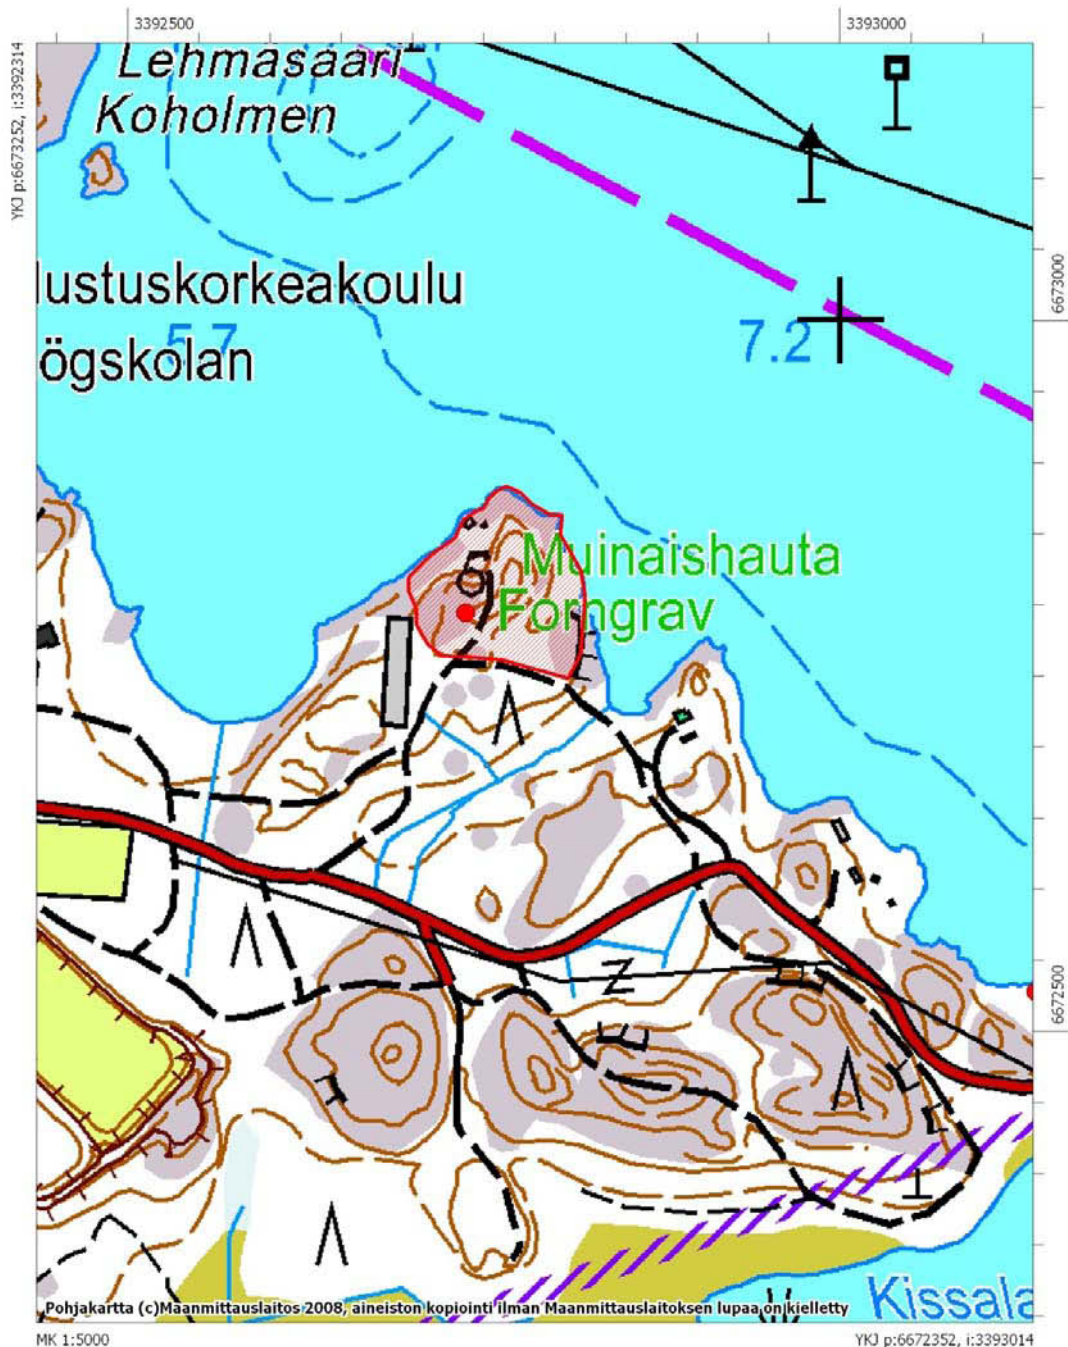 3392500
3393000
YKJ p:6673252, i:3392314
Lehmäsaari
Koholmen
lustuskorkeakoulu
5.7
ögskolan
7.2
6673000
Muinaishauta
Forngrav
6672500
Z
Kissala
Pohjakartta (c)Maanmittauslaitos 2008, aineiston kopiointi ilman Maanmittauslaitoksen lupaa on kielletty
MK 1:5000
YKJ p:6672352, i:3393014